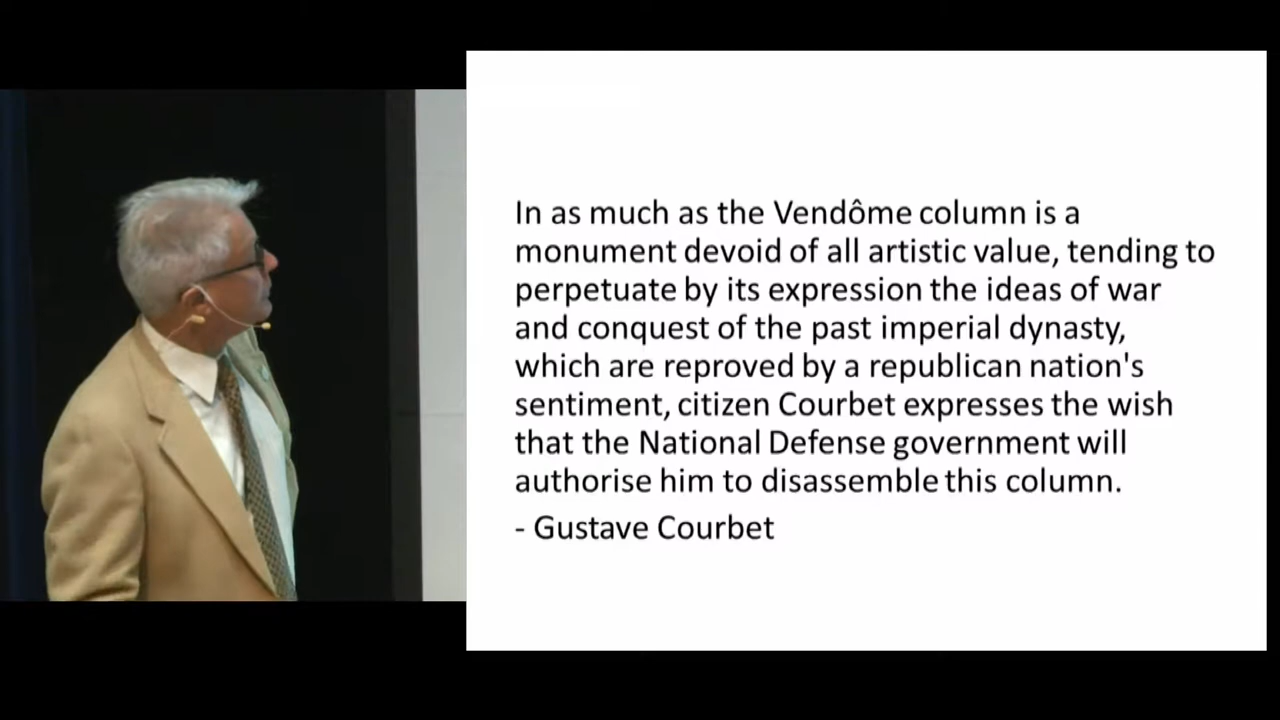 In as much as the Vendôme column is a
monument devoid of all artistic value, tending to
perpetuate by its expression the ideas of war
and conquest of the past imperial dynasty,
which are reproved by a republican nation's
sentiment, citizen Courbet expresses the wish
that the National Defense government will
authorise him to disassemble this column.
- Gustave Courbet